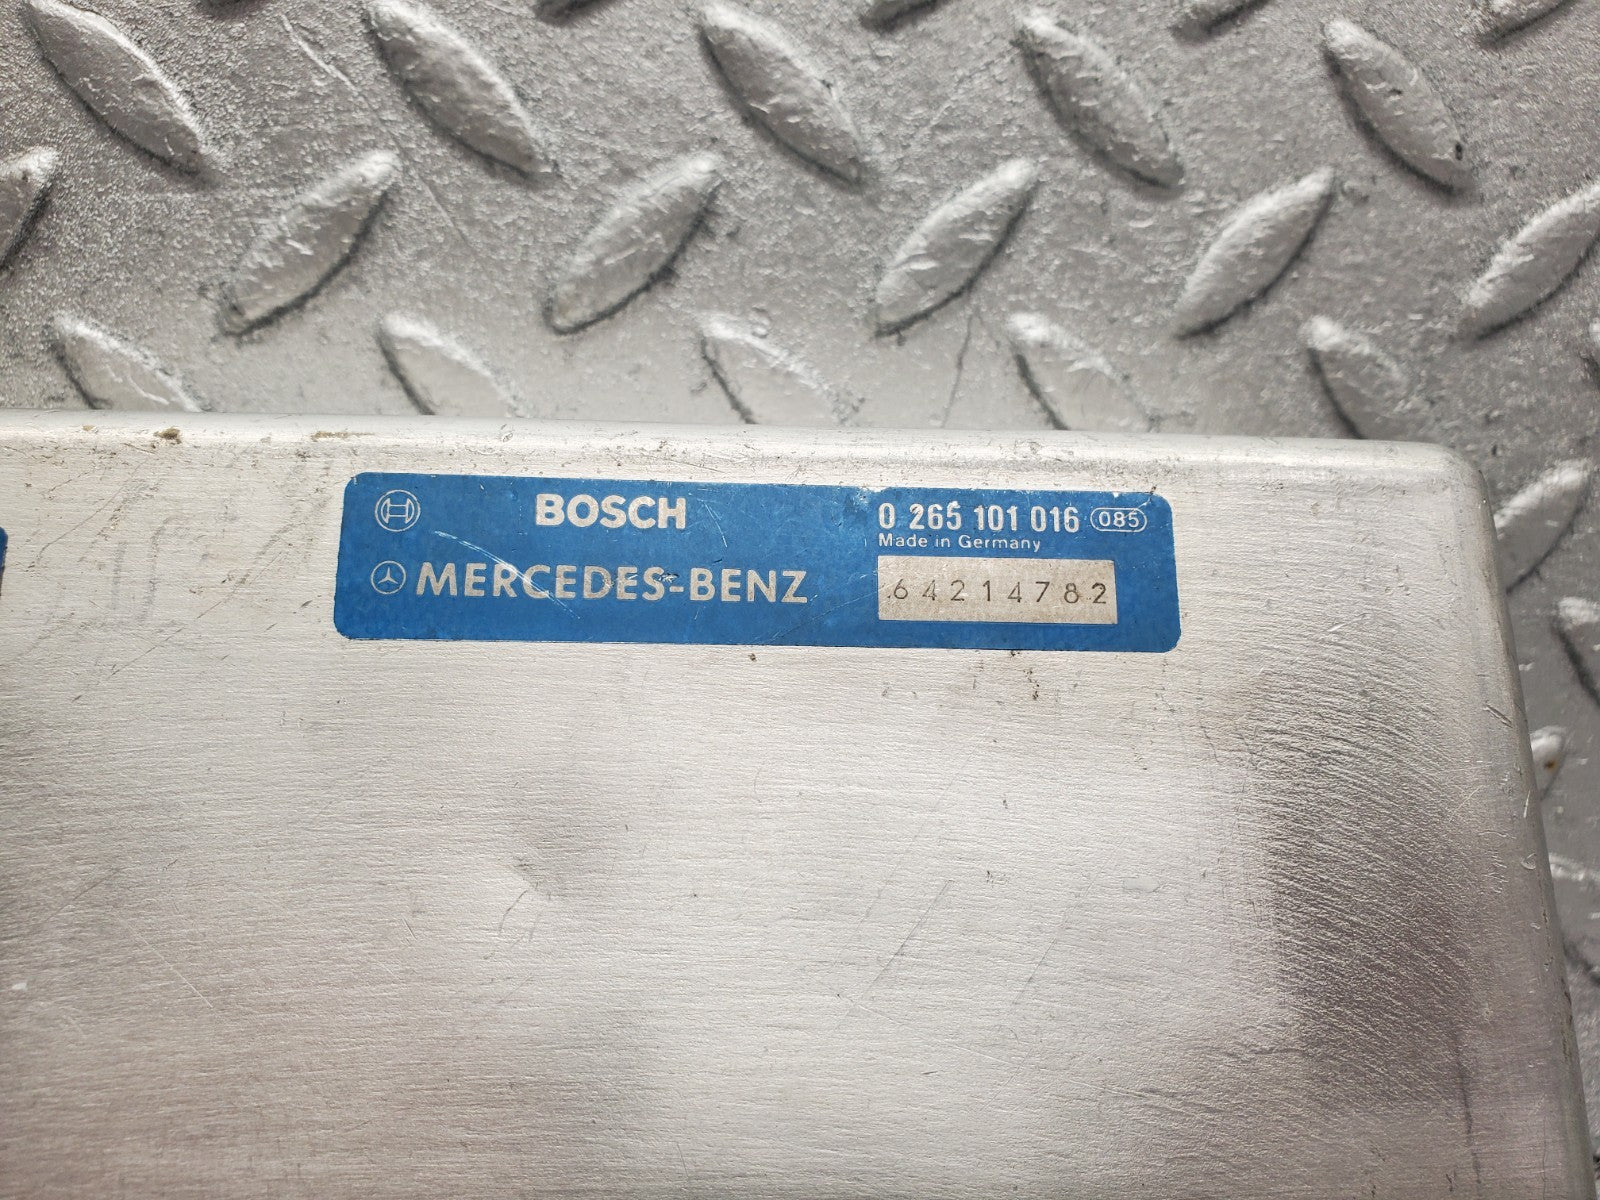 BOSCH 0 265 101 016 085
Made in Germany
MERCEDES-BENZ 64214782